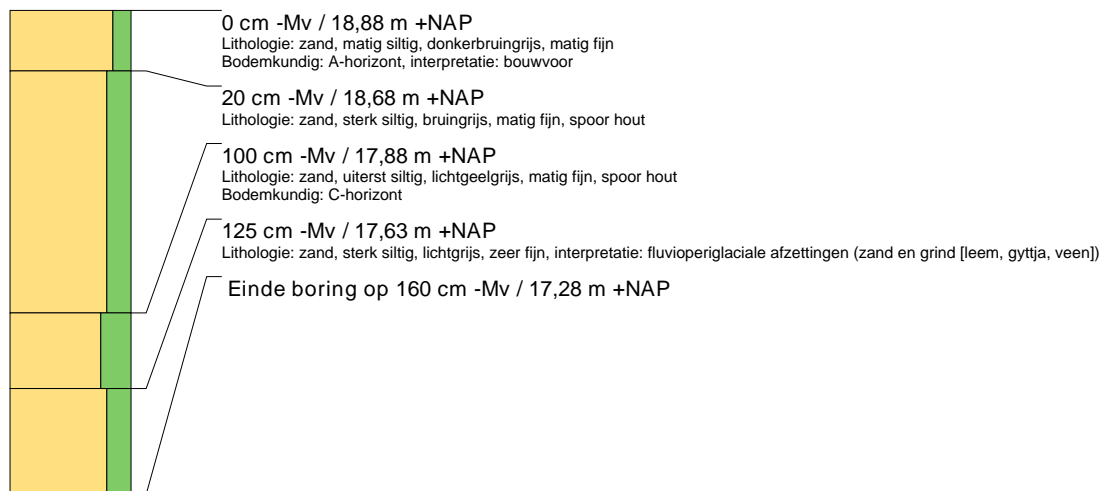 0 cm -Mv / 18,88 m +NAP
Lithologie: zand, matig siltig, donkerbruingrijs, matig fijn
Bodemkundig: A-horizont, interpretatie: bouwvoor
20 cm -Mv / 18,68 m +NAP
Lithologie: zand, sterk siltig, bruingrijs, matig fijn, spoor hout
100 cm -Mv / 17,88 m +NAP
Lithologie: zand, uiterst siltig, lichtgeelgrijs, matig fijn, spoor hout
Bodemkundig: C-horizont
125 cm -Mv / 17,63 m +NAP
Lithologie: zand, sterk siltig, lichtgrijs, zeer fijn, interpretatie: fluvioperiglaciale afzettingen (zand en grind [leem, gyttja, veen])
Einde boring op 160 cm -Mv / 17,28 m +NAP